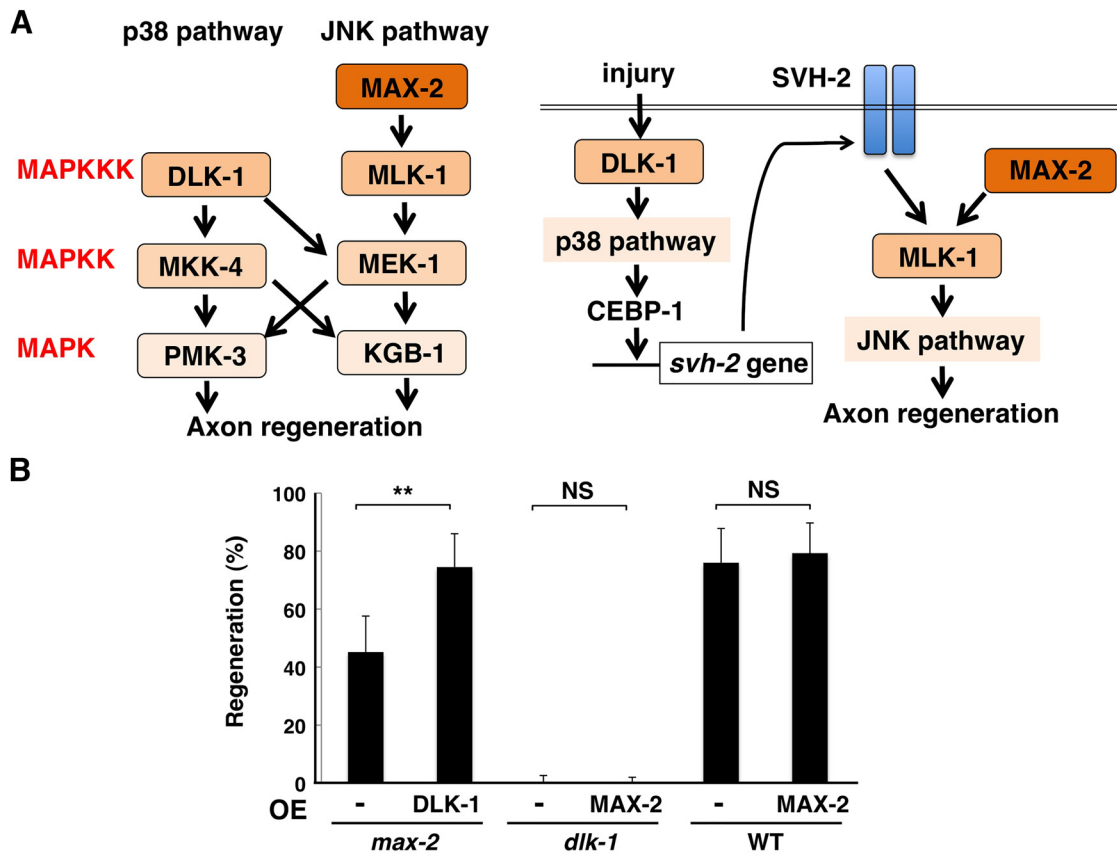 A
p38 pathway JNK pathway
MAX-2
MAPKKK DLK-1 MLK-1
MAPKK MKK-4 MEK-1
MAPK PMK-3 KGB-1
Axon regeneration
injury SVH-2
DLK-1 MAX-2
p38 pathway MLK-1
CEBP-1
svh-2 gene JNK pathway
Axon regeneration
B
Regeneration (%)
100
80
60
40
20
0
** NS NS
OE - DLK-1 - MAX-2 - MAX-2
max-2 dlk-1 WT